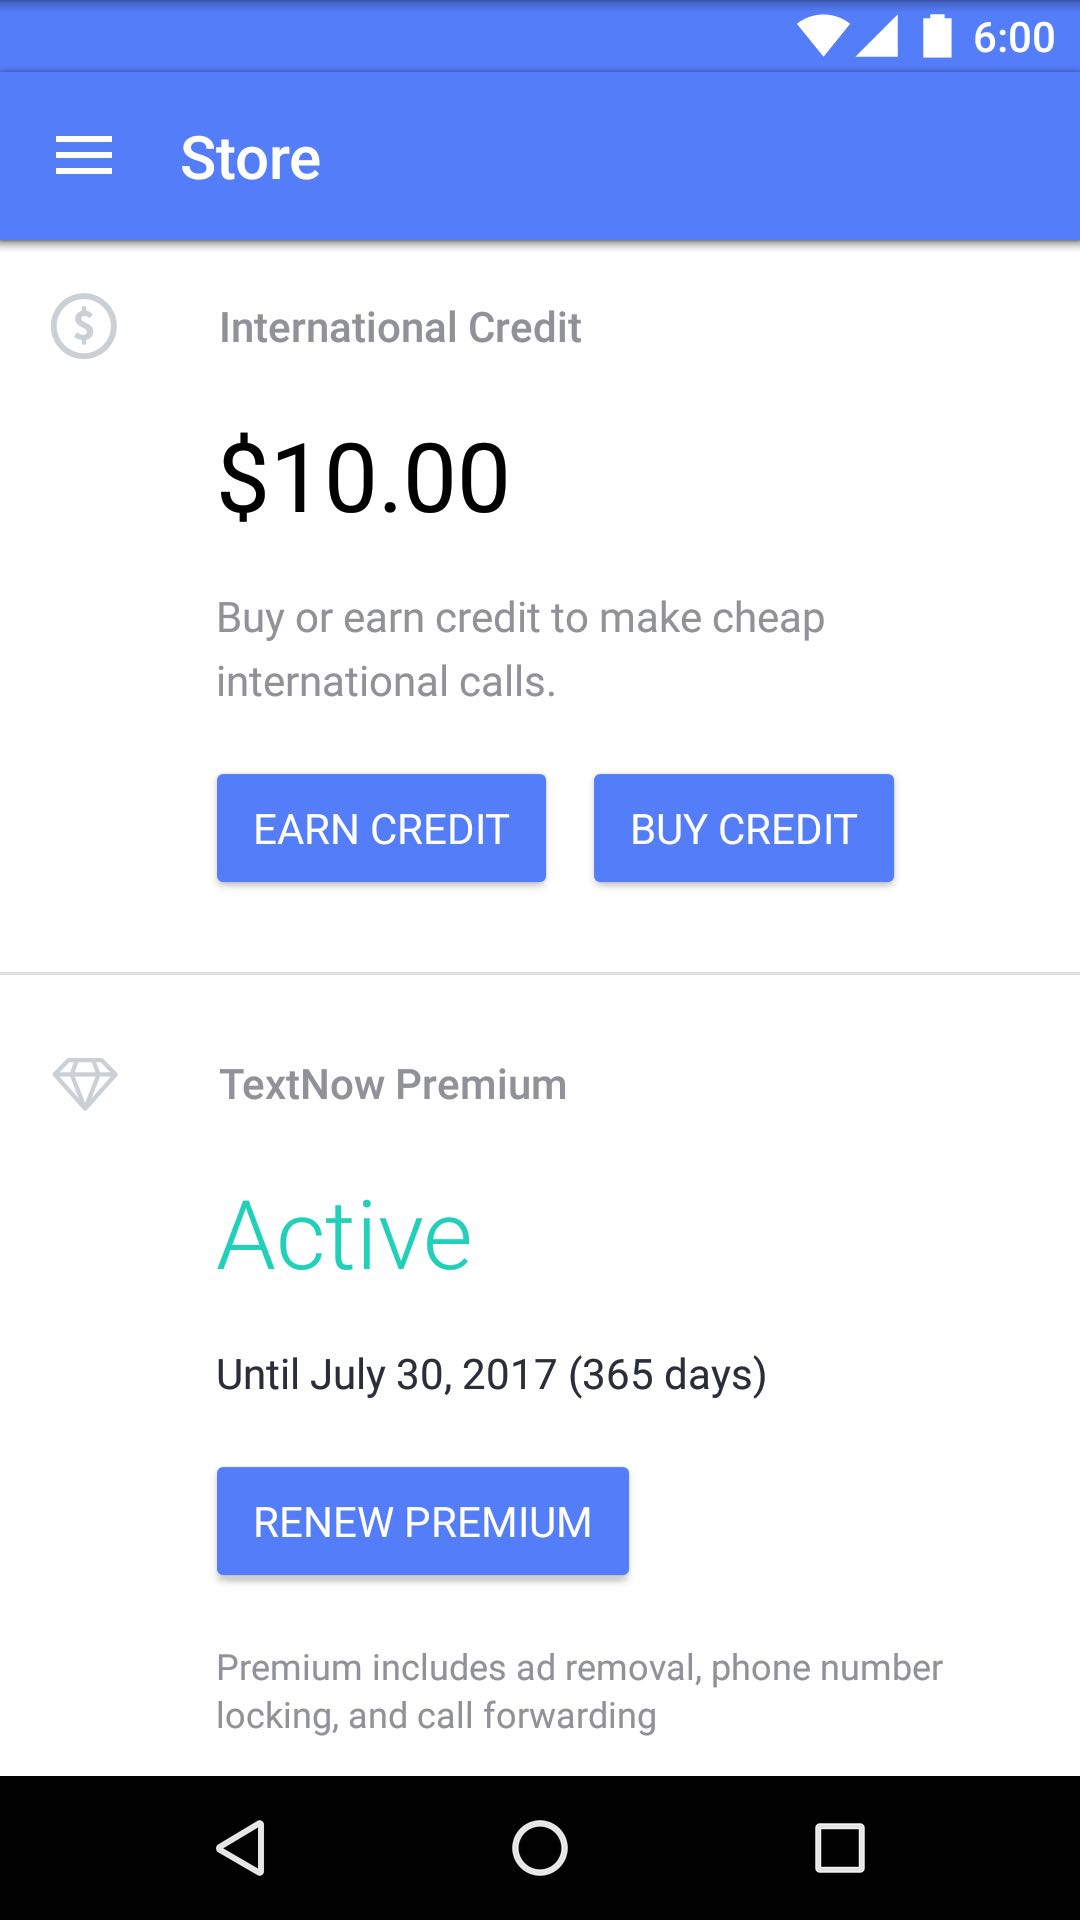 6:00
Store
International Credit
$10.00
Buy or earn credit to make cheap
international calls.
EARN CREDIT BUY CREDIT
TextNow Premium
Active
Until July 30, 2017 (365 days)
RENEW PREMIUM
Premium includes ad removal, phone number
locking, and call forwarding